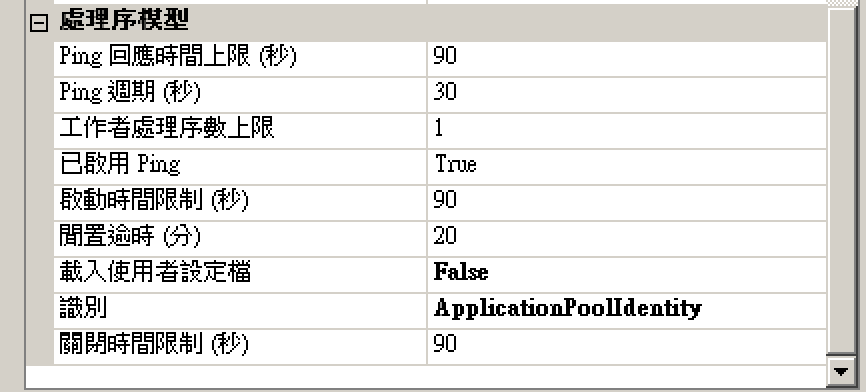 處理序模型
Ping 回應時間上限 (秒) 90
Ping 週期 (秒) 30
工作者處理序數上限 1
已啟用 Ping True
啟動時間限制 (秒) 90
閒置逾時 (分) 20
載入使用者設定檔 False
識別 ApplicationPoolIdentity
關閉時間限制 (秒) 90